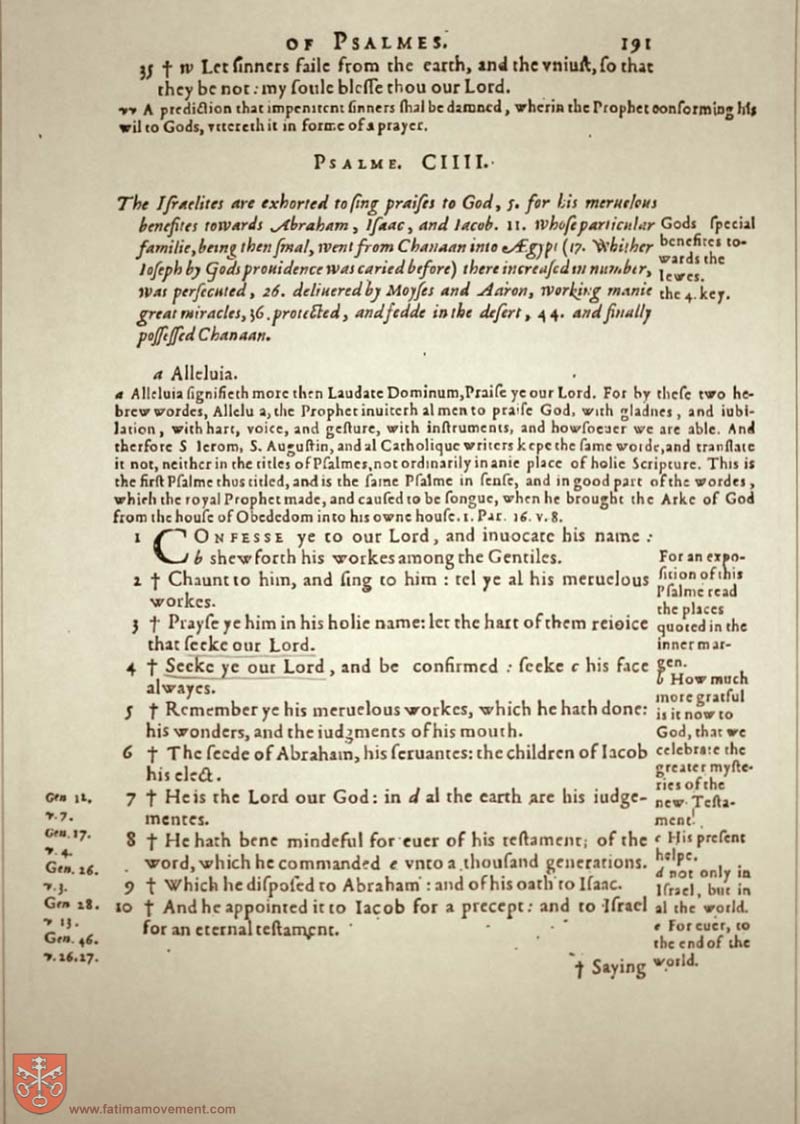 OF PSALMES. 191
35 † w Let ſinners faile from the earth, and the vniuſt, ſo that
they be not: my ſoule bleſſe thou our Lord.
w A prediction that impenitent ſinners ſhal be damned, wherin the Prophet conforming his
wil to Gods, vttereth it in forme of a prayer.
PSALME. CIIII.
The Iſraelites are exhorted to ſing praiſes to God, 5. for his meruelous
benefites towards Abraham, Iſaac, and Iacob. 11. Whoſe particular
familie, being then ſmal, went from Chanaan into Ægypt (17. Whither
Ioſeph by Gods prouidence was caried before) there increaſed in number,
was perſecuted, 26. deliuered by Moyſes and Aaron, working manie
great miracles, 36. protected, and fedde in the deſert, 44. and finally
poſſeſſed Chanaan.
Gods ſpecial
benefites to-
wards the
Iewes.
the 4. key.
a Alleluia.
a Alleluia ſignifieth more then Laudate Dominum, Praiſe ye our Lord. For by theſe two he-
brew wordes, Allelu a, the Prophet inuiterh al men to praiſe God, with gladnes, and iubi-
lation, with hart, voice, and geſture, with inſtruments, and howſoeuer we are able. And
therfore S Ierom, S. Auguſtin, and al Catholique writers kepe the ſame worde, and tranſlate
it not, neither in the titles of Pſalmes, not ordinarily in anie place of holie Scripture. This is
the firſt Pſalme thus titled, and is the ſame Pſalme in ſenſe, and in good part of the wordes,
which the royal Prophet made, and cauſed to be ſongue, when he brought the Arke of God
from the houſe of Obededom into his owne houſe. 1. Par. 16. v. 8.
1 CONFESSE ye to our Lord, and inuocate his name:
b shew forth his workes among the Gentiles.
2 † Chaunt to him, and ſing to him: tel ye al his meruelous
workes.
3 † Prayſe ye him in his holie name: let the hart of them reioice
that ſeeke our Lord.
4 † Seeke ye our Lord, and be confirmed: ſeeke c his face
alwayes.
5 † Remember ye his meruelous workes, which he hath done:
his wonders, and the iudgments of his mouth.
6 † The ſeede of Abraham, his ſeruantes: the children of Iacob
his elect.
7 † He is the Lord our God: in d al the earth are his iudge-
mentes.
8 † He hath bene mindeful for euer of his teſtament; of the
word, which he commanded e vnto a thouſand generations.
9 † Which he diſpoſed to Abraham: and of his oath to Iſaac.
10 † And he appointed it to Iacob for a precept: and to Iſrael
for an eternal teſtament.
† Saying
For an expo-
ſition of this
Pſalme read
the places
quoted in the
inner mar-
gen.
b How much
more gratful
is it now to
God, that we
celebrate the
greater myſte-
ries of the
new Teſta-
ment!
c His preſent
helpe.
d not only in
Iſrael, but in
al the world.
e For euer, to
the end of the
world.
Gen 12.
v. 7.
Gen. 17.
v. 4.
Gen. 26.
v. 3.
Gen 28.
v 13.
Gen. 46.
v. 26.27.
www.fatimamovement.com